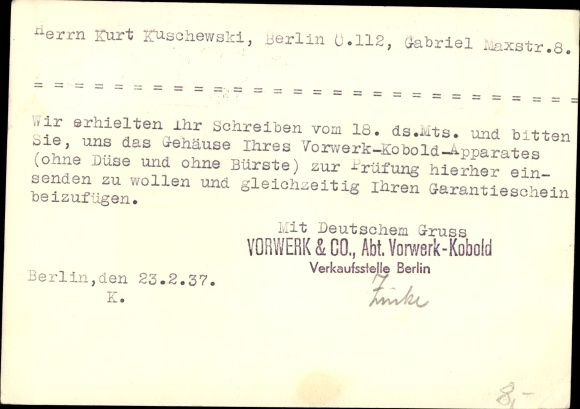 Herrn Kurt Kuschewski, Berlin O.112, Gabriel Maxstr.8.
= = = = = = = = = = = = = = = = = = = = = = = = = = = = =
Wir erhielten Ihr Schreiben vom 18. ds.Mts. und bitten
Sie, uns das Gehäuse Ihres Vorwerk-Kobold-Apparates
(ohne Düse und ohne Bürste) zur Prüfung hierher ein-
senden zu wollen und gleichzeitig Ihren Garantieschein
beizufügen.
Mit Deutschem Gruss
VORWERK & CO., Abt. Vorwerk-Kobold
Verkaufsstelle Berlin
Berlin,den 23.2.37.
K.
8,-